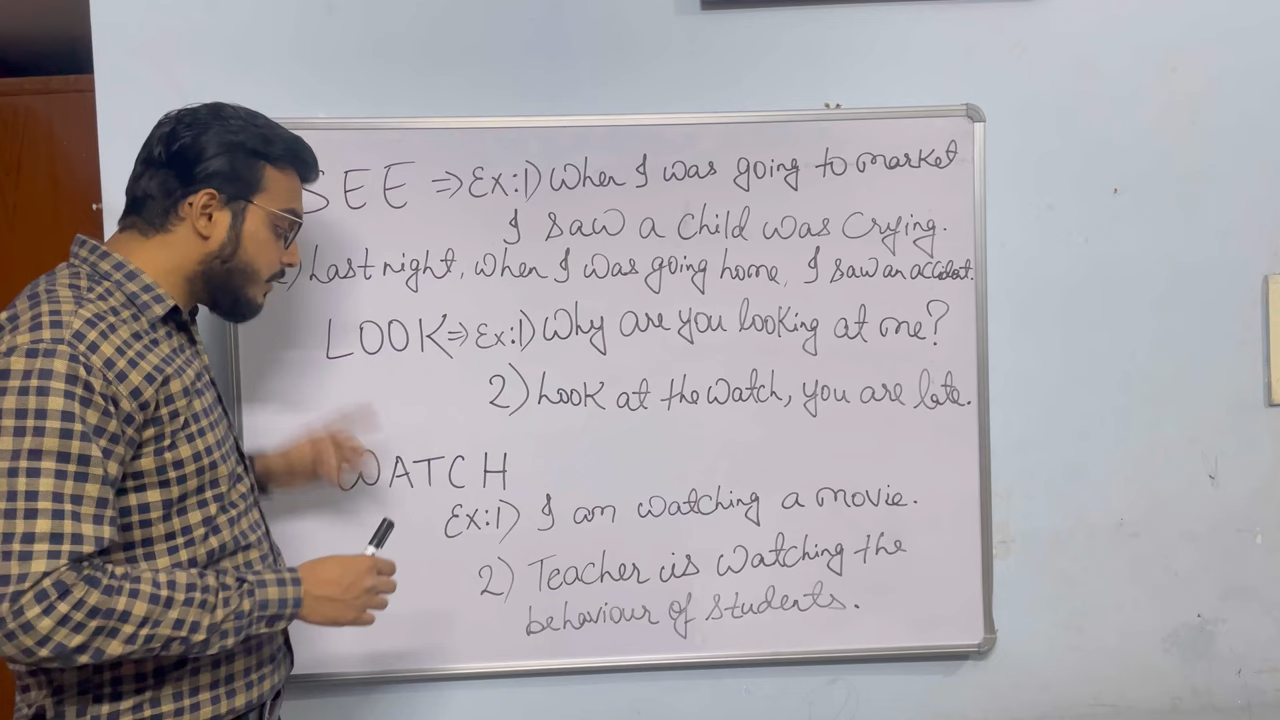 SEE ⇒ Ex:1) When I was going to market
I saw a child was crying.
2) Last night, when I was going home, I saw an accident.
LOOK ⇒ Ex:1) Why are you looking at me?
2) Look at the watch, you are late.
WATCH
Ex:1) I am watching a movie.
2) Teacher is watching the
behaviour of students.